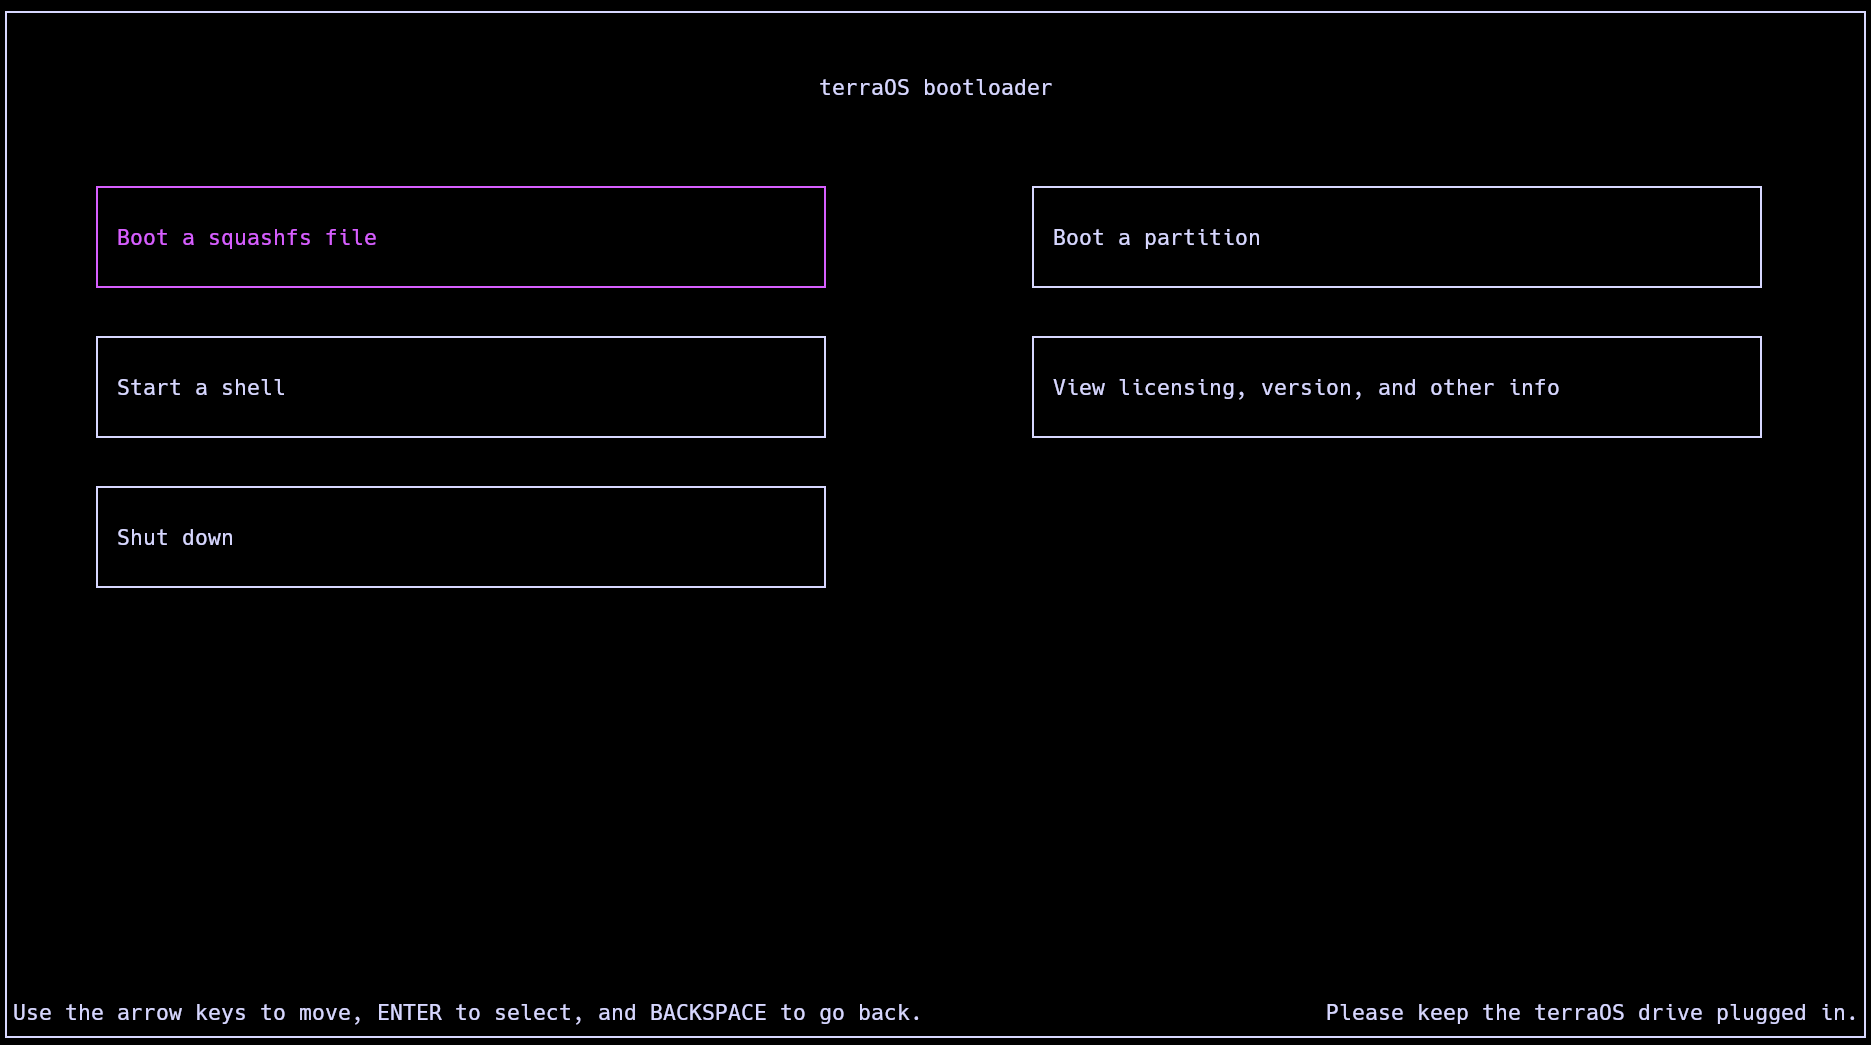 terraOS bootloader
Boot a squashfs file
Boot a partition
Start a shell
View licensing, version, and other info
Shut down
Use the arrow keys to move, ENTER to select, and BACKSPACE to go back.
Please keep the terraOS drive plugged in.